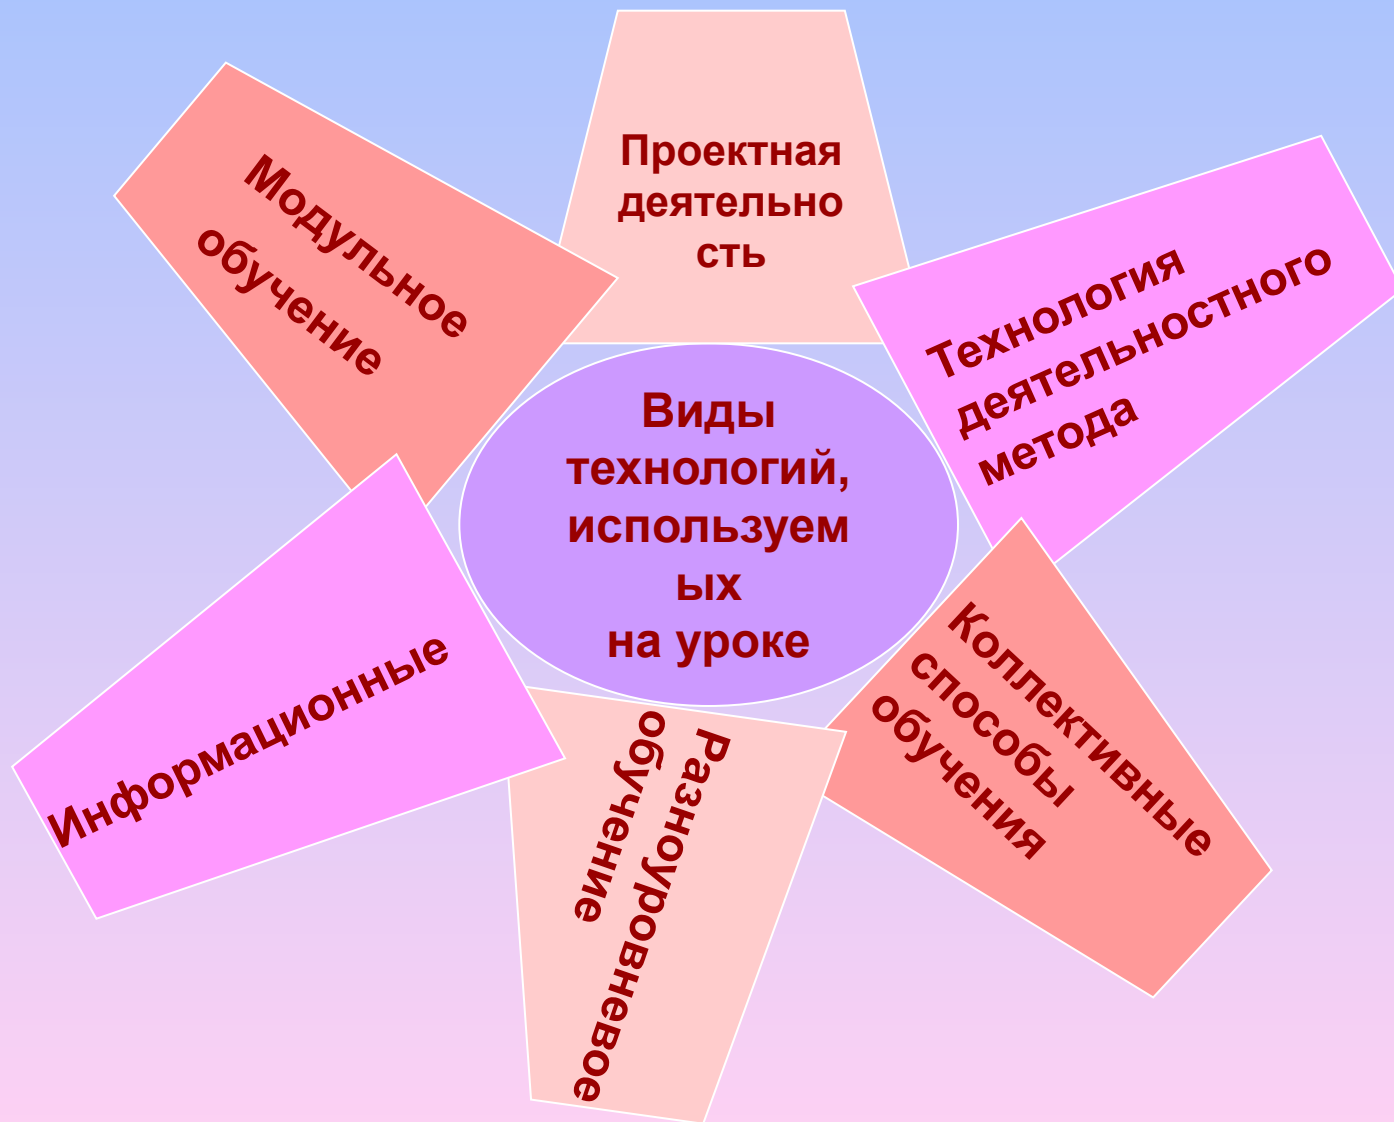 Проектная
деятельно
сть
Модульное
обучение
Технология
деятельностного
метода
Виды
технологий,
используем
ых
на уроке
Информационные
Коллективные
способы
обучения
Разноуровневое
обучение